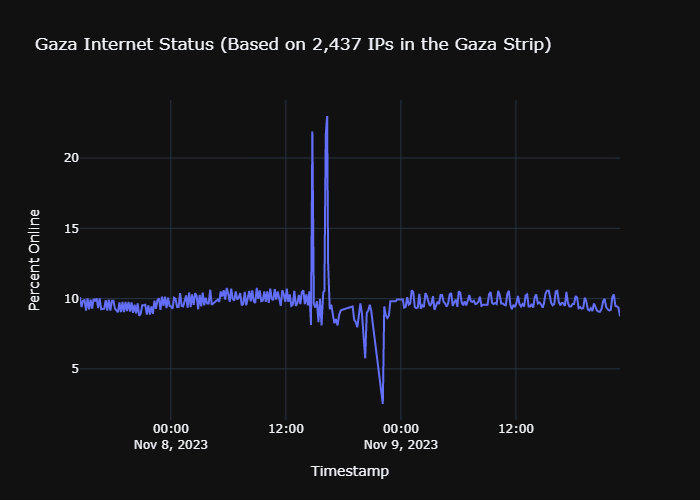 Gaza Internet Status (Based on 2,437 IPs in the Gaza Strip)
Percent Online
20
15
10
5
00:00
Nov 8, 2023
12:00
00:00
Nov 9, 2023
12:00
Timestamp